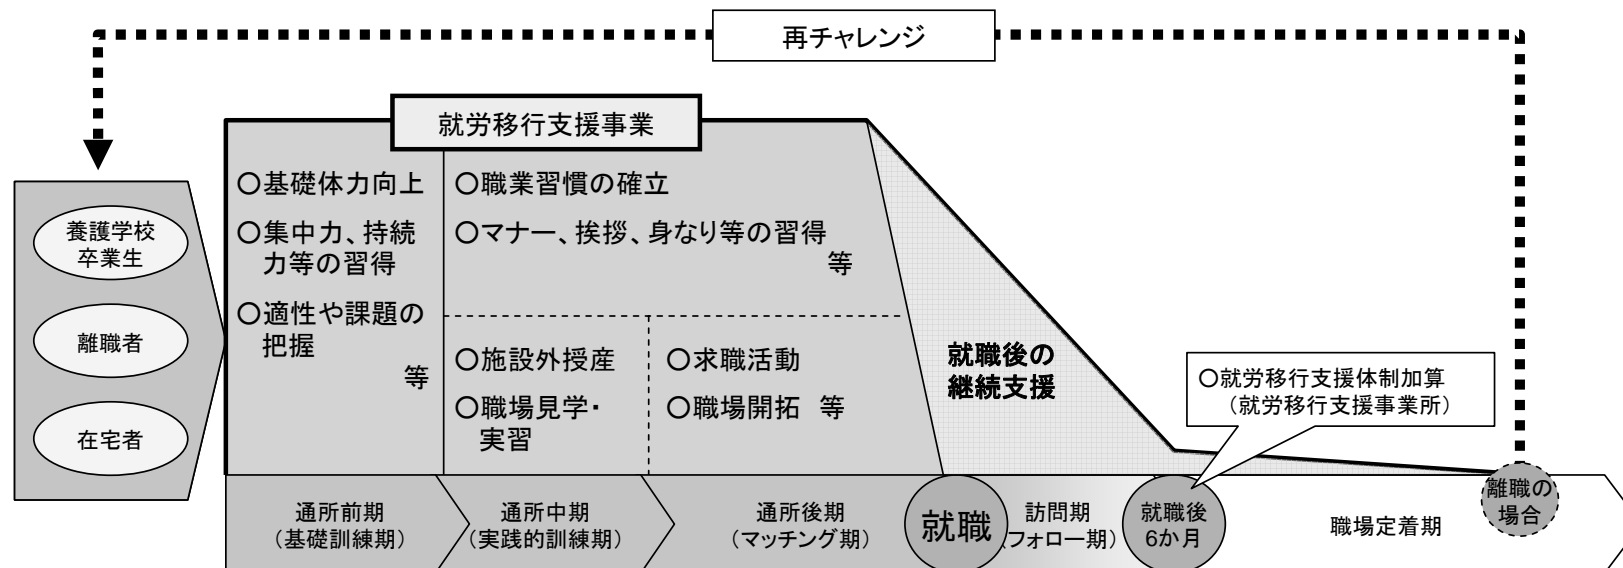 再チャレンジ
就労移行支援事業
養護学校
卒業生
離職者
在宅者
○基礎体力向上
○集中力、持続
力等の習得
○適性や課題の
把握
等
○職業習慣の確立
○マナー、挨拶、身なり等の習得
等
○施設外授産
○職場見学・
実習
○求職活動
○職場開拓 等
就職後の
継続支援
○就労移行支援体制加算
（就労移行支援事業所）
通所前期
（基礎訓練期）
通所中期
（実践的訓練期）
通所後期
（マッチング期）
就職
訪問期
（フォロー期）
就職後
6か月
職場定着期
離職の
場合